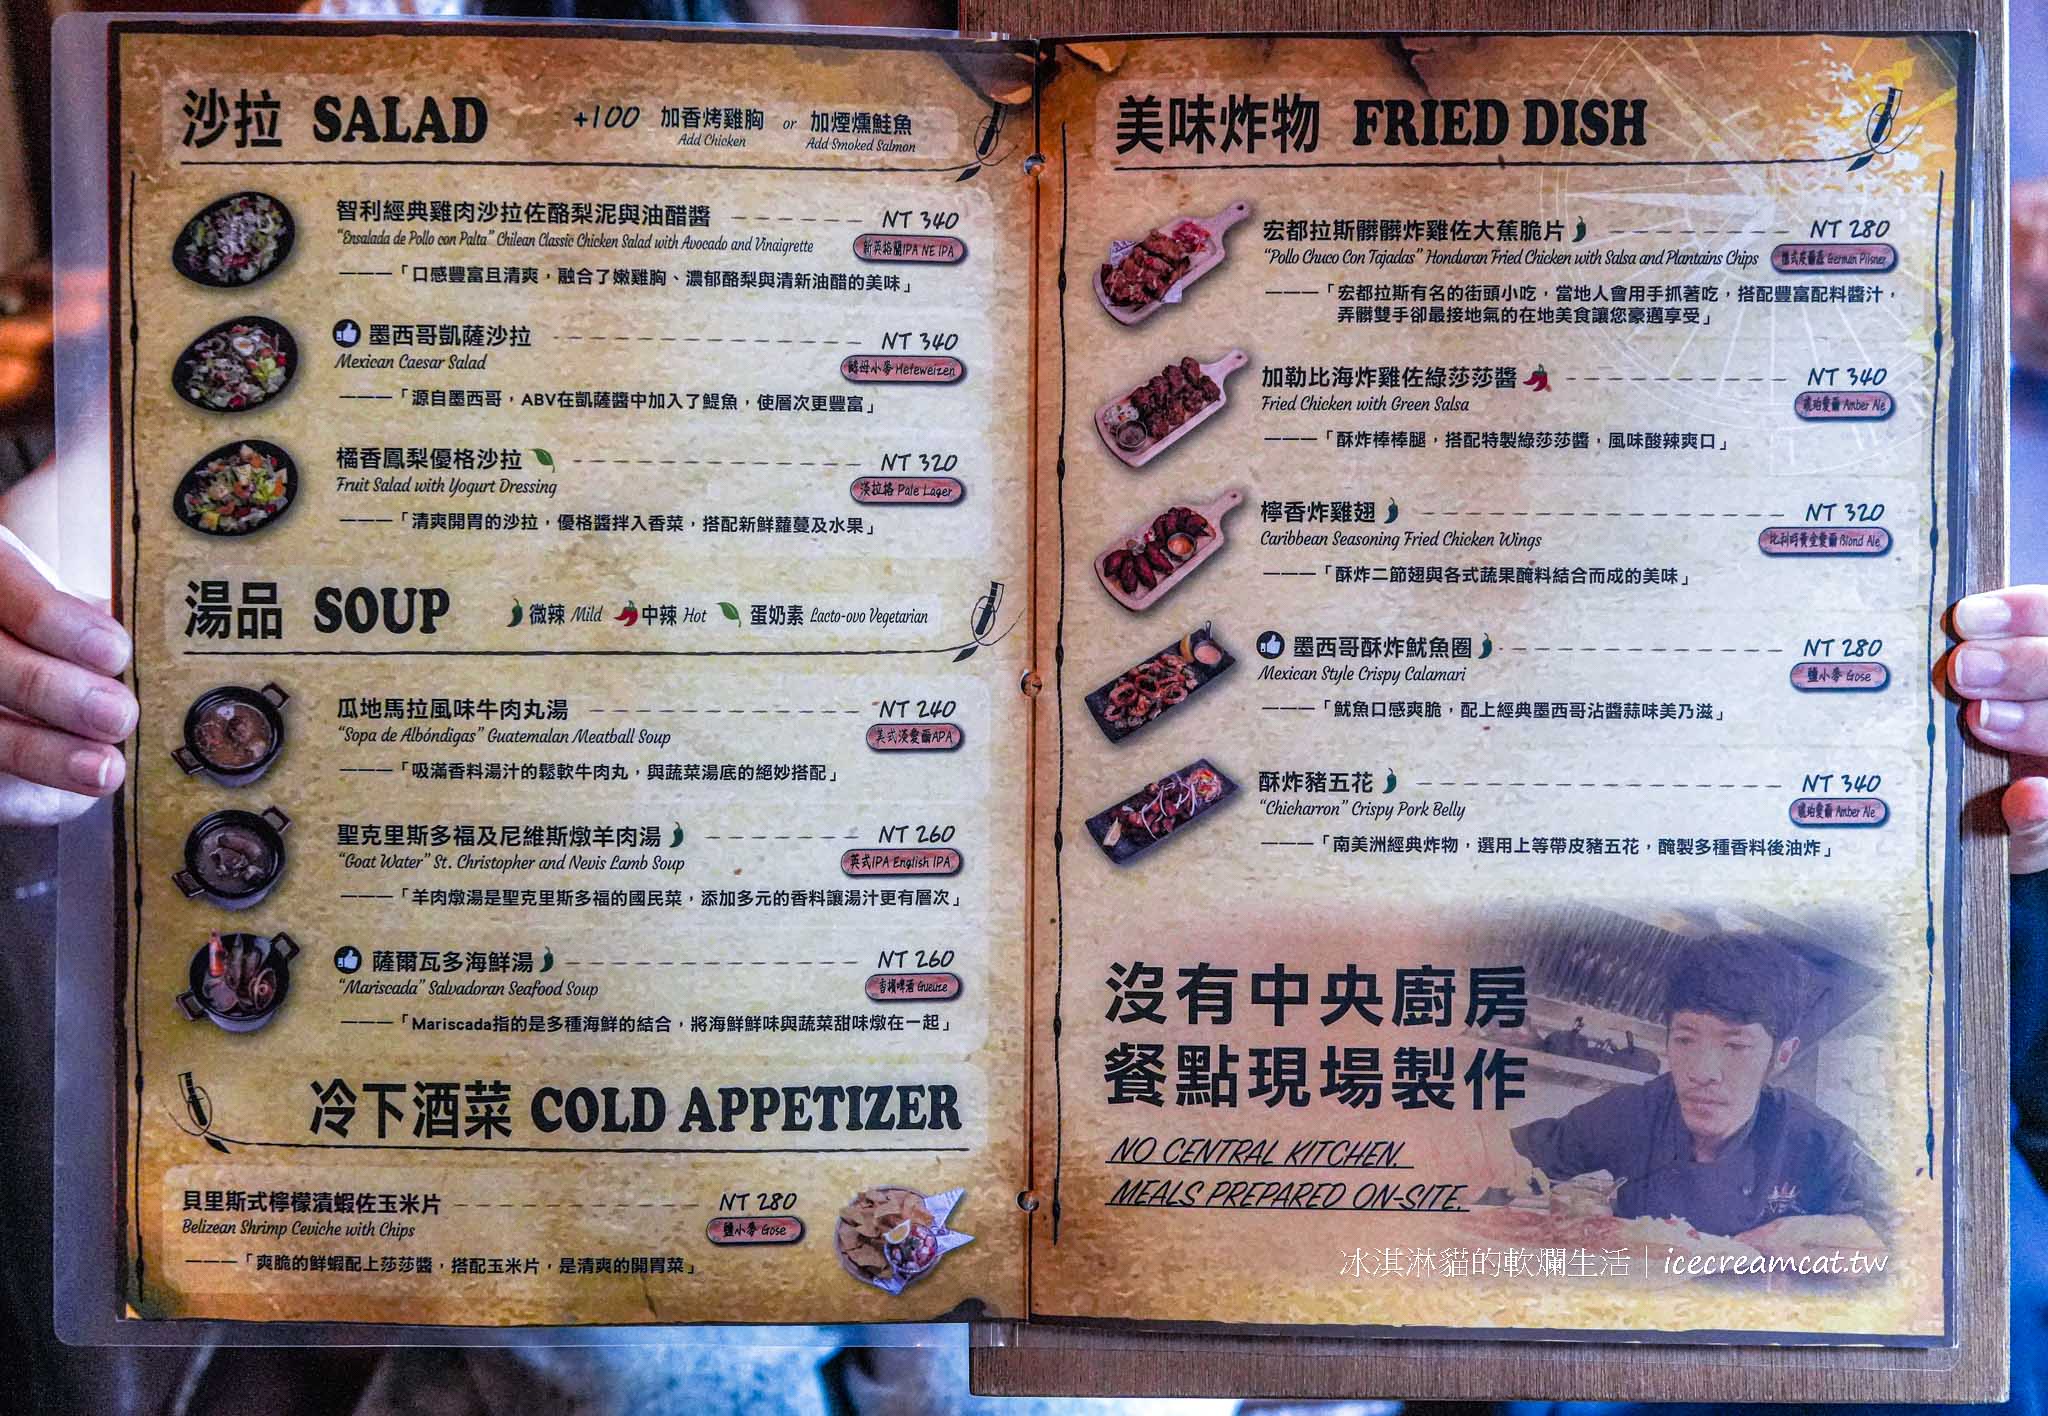 沙拉 SALAD
+100 加香烤雞胸 or 加煙燻鮭魚
Add Chicken Add Smoked Salmon
智利經典雞肉沙拉佐酪梨泥與油醋醬 NT 340
“Ensalada de Pollo con Palta” Chilean Classic Chicken Salad with Avocado and Vinaigrette 新英格蘭IPA NE IPA
———「口感豐富且清爽，融合了嫩雞胸、濃郁酪梨與清新油醋的美味」
墨西哥凱薩沙拉 NT 340
Mexican Caesar Salad 酵母小麥 Hefeweizen
———「源自墨西哥，ABV在凱薩醬中加入了鯷魚，使層次更豐富」
橘香鳳梨優格沙拉 NT 320
Fruit Salad with Yogurt Dressing 淡拉格 Pale Lager
———「清爽開胃的沙拉，優格醬拌入香菜，搭配新鮮蘿蔓及水果」
湯品 SOUP 微辣 Mild 中辣 Hot 蛋奶素 Lacto-ovo Vegetarian
瓜地馬拉風味牛肉丸湯 NT 240
“Sopa de Albóndigas” Guatemalan Meatball Soup 美式淡愛爾APA
———「吸滿香料湯汁的鬆軟牛肉丸，與蔬菜湯底的絕妙搭配」
聖克里斯多福及尼維斯燉羊肉湯 NT 260
“Goat Water” St. Christopher and Nevis Lamb Soup 英式IPA English IPA
———「羊肉燉湯是聖克里斯多福的國民菜，添加多元的香料讓湯汁更有層次」
薩爾瓦多海鮮湯 NT 260
“Mariscada” Salvadoran Seafood Soup 香檳啤酒 Gueuze
———「Mariscada指的是多種海鮮的結合，將海鮮鮮味與蔬菜甜味燉在一起」
冷下酒菜 COLD APPETIZER
貝里斯式檸檬漬蝦佐玉米片 NT 280
Belizean Shrimp Ceviche with Chips 鹽小麥 Gose
———「爽脆的鮮蝦配上莎莎醬，搭配玉米片，是清爽的開胃菜」
美味炸物 FRIED DISH
宏都拉斯髒髒炸雞佐大蕉脆片 NT 280
“Pollo Chuco Con Tajadas” Honduran Fried Chicken with Salsa and Plantains Chips 德式皮爾森 German Pilsner
———「宏都拉斯有名的街頭小吃，當地人會用手抓著吃，搭配豐富配料醬汁，
弄髒雙手卻最接地氣的在地美食讓您豪邁享受」
加勒比海炸雞佐綠莎莎醬 NT 340
Fried Chicken with Green Salsa 琥珀愛爾 Amber Ale
———「酥炸棒棒腿，搭配特製綠莎莎醬，風味酸辣爽口」
檸香炸雞翅 NT 320
Caribbean Seasoning Fried Chicken Wings 比利時黃金愛爾 Blond Ale
———「酥炸二節翅與各式蔬果醃料結合而成的美味」
墨西哥酥炸魷魚圈 NT 280
Mexican Style Crispy Calamari 鹽小麥 Gose
———「魷魚口感爽脆，配上經典墨西哥沾醬蒜味美乃滋」
酥炸豬五花 NT 340
“Chicharron” Crispy Pork Belly 琥珀愛爾 Amber Ale
———「南美洲經典炸物，選用上等帶皮豬五花，醃製多種香料後油炸」
沒有中央廚房
餐點現場製作
NO CENTRAL KITCHEN.
MEALS PREPARED ON-SITE.
冰淇淋貓的軟爛生活｜icecreamcat.tw